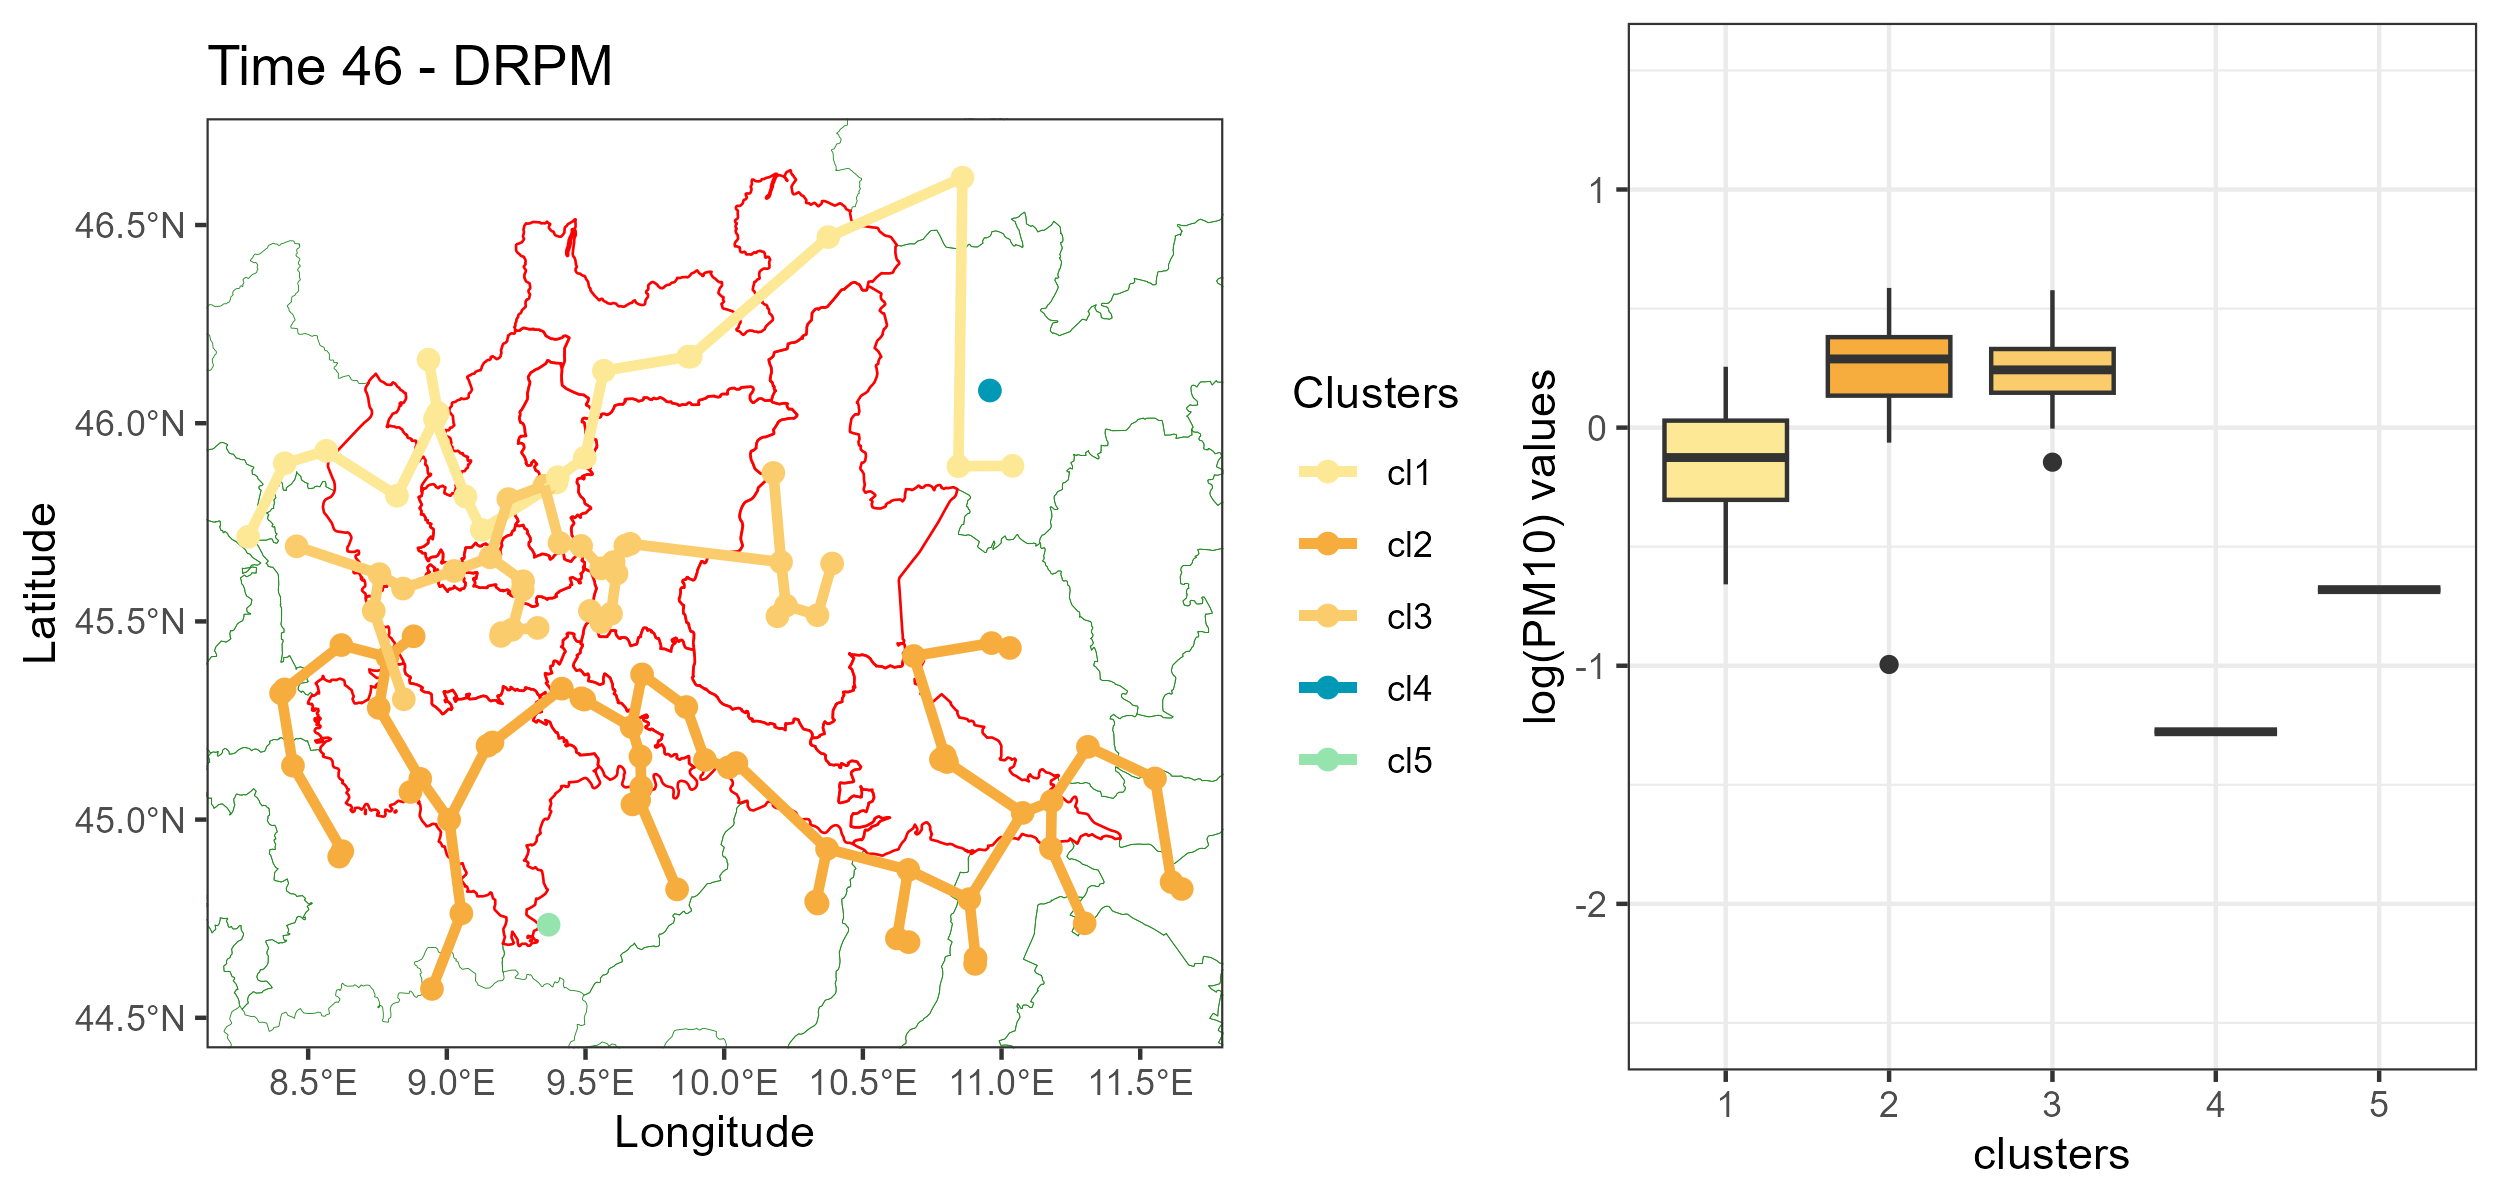 Time 46 - DRPM
Latitude
46.5°N
46.0°N
45.5°N
45.0°N
44.5°N
8.5°E 9.0°E 9.5°E 10.0°E 10.5°E 11.0°E 11.5°E
Longitude
Clusters
cl1
cl2
cl3
cl4
cl5
log(PM10) values
1
0
-1
-2
1 2 3 4 5
clusters